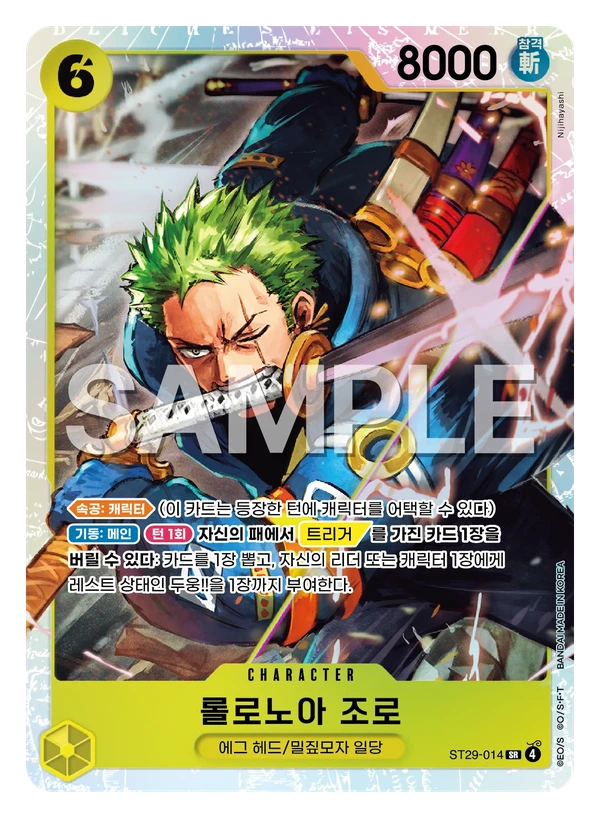 6
8000
참격
斬
Nijihayashi
SAMPLE
속공: 캐릭터 (이 카드는 등장한 턴에 캐릭터를 어택할 수 있다)
기동: 메인 턴 1회 자신의 패에서 트리거 를 가진 카드 1장을
버릴 수 있다: 카드를 1장 뽑고, 자신의 리더 또는 캐릭터 1장에게
레스트 상태인 두웅!!을 1장까지 부여한다.
CHARACTER
롤로노아 조로
에그 헤드/밀짚모자 일당
ST29-014 SR 4
©EO/S ©O/S·F·T BANDAI MADE IN KOREA